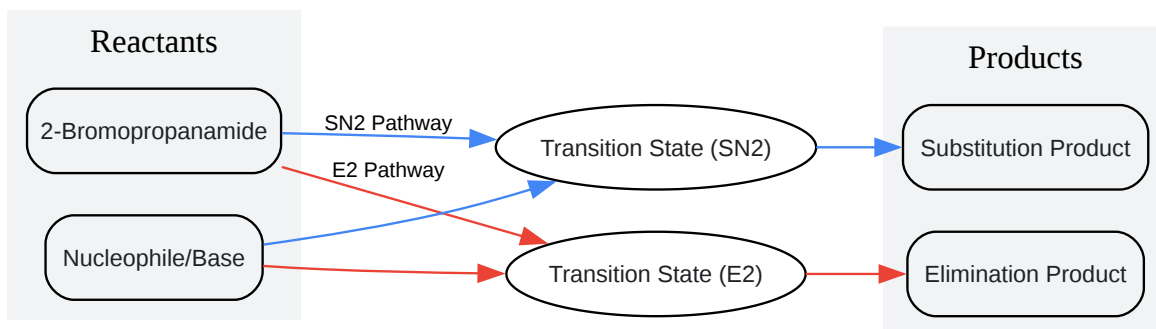 Reactants
Products
2-Bromopropanamide
SN2 Pathway
Transition State (SN2)
Substitution Product
E2 Pathway
Nucleophile/Base
Transition State (E2)
Elimination Product